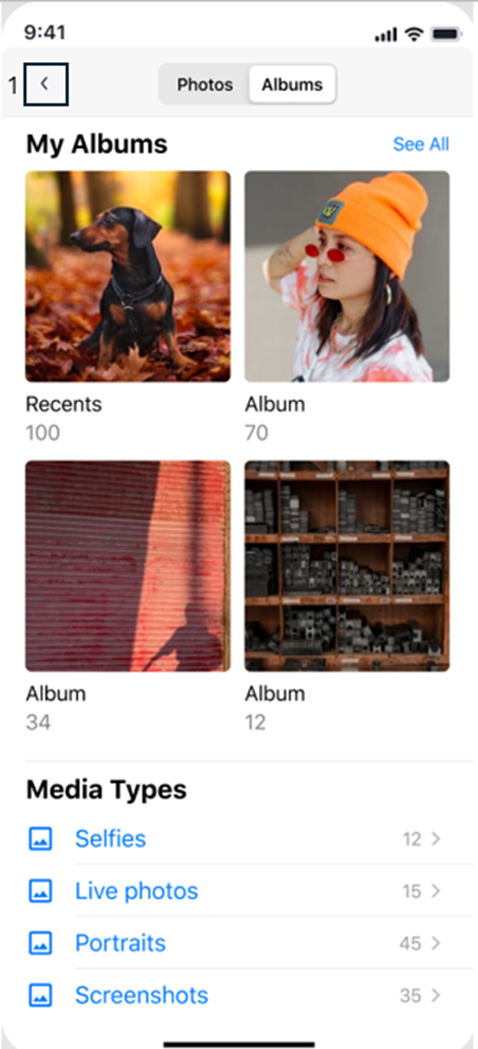 9:41
1
Photos Albums
My Albums See All
Recents Album
100 70
Album Album
34 12
Media Types
Selfies 12
Live photos 15
Portraits 45
Screenshots 35